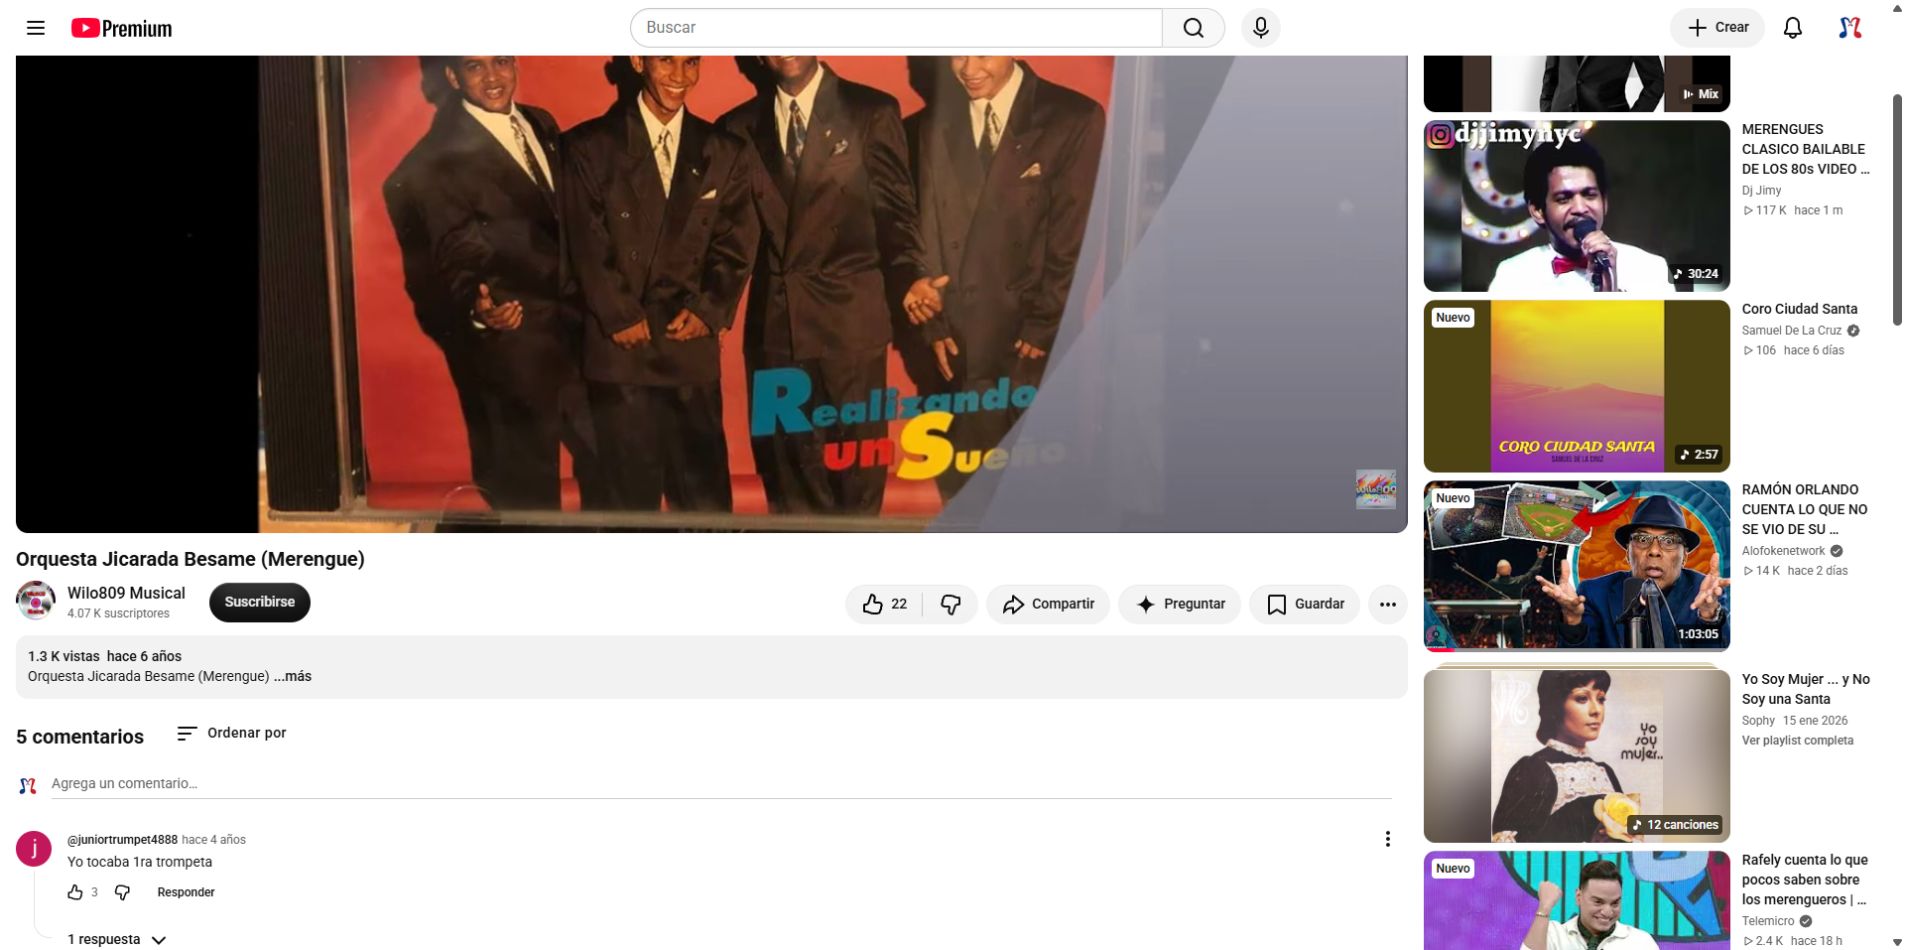 Premium
Buscar
Crear
Realizando
un Sueño
Orquesta Jicarada Besame (Merengue)
Wilo809 Musical
4.07 K suscriptores
Suscribirse
22
Compartir
Preguntar
Guardar
1.3 K vistas hace 6 años
Orquesta Jicarada Besame (Merengue) ...más
5 comentarios
Ordenar por
Agrega un comentario...
j
@juniortrumpet4888 hace 4 años
Yo tocaba 1ra trompeta
3
Responder
1 respuesta
Mix
djjimynyc
30:24
MERENGUES
CLASICO BAILABLE
DE LOS 80s VIDEO ...
Dj Jimy
117 K hace 1 m
Nuevo
CORO CIUDAD SANTA
SAMUEL DE LA CRUZ
2:57
Coro Ciudad Santa
Samuel De La Cruz
106 hace 6 días
Nuevo
1:03:05
RAMÓN ORLANDO
CUENTA LO QUE NO
SE VIO DE SU ...
Alofokenetwork
14 K hace 2 días
yo
soy
mujer..
12 canciones
Yo Soy Mujer ... y No
Soy una Santa
Sophy 15 ene 2026
Ver playlist completa
Nuevo
Rafely cuenta lo que
pocos saben sobre
los merengueros | ...
Telemicro
2.4 K hace 18 h